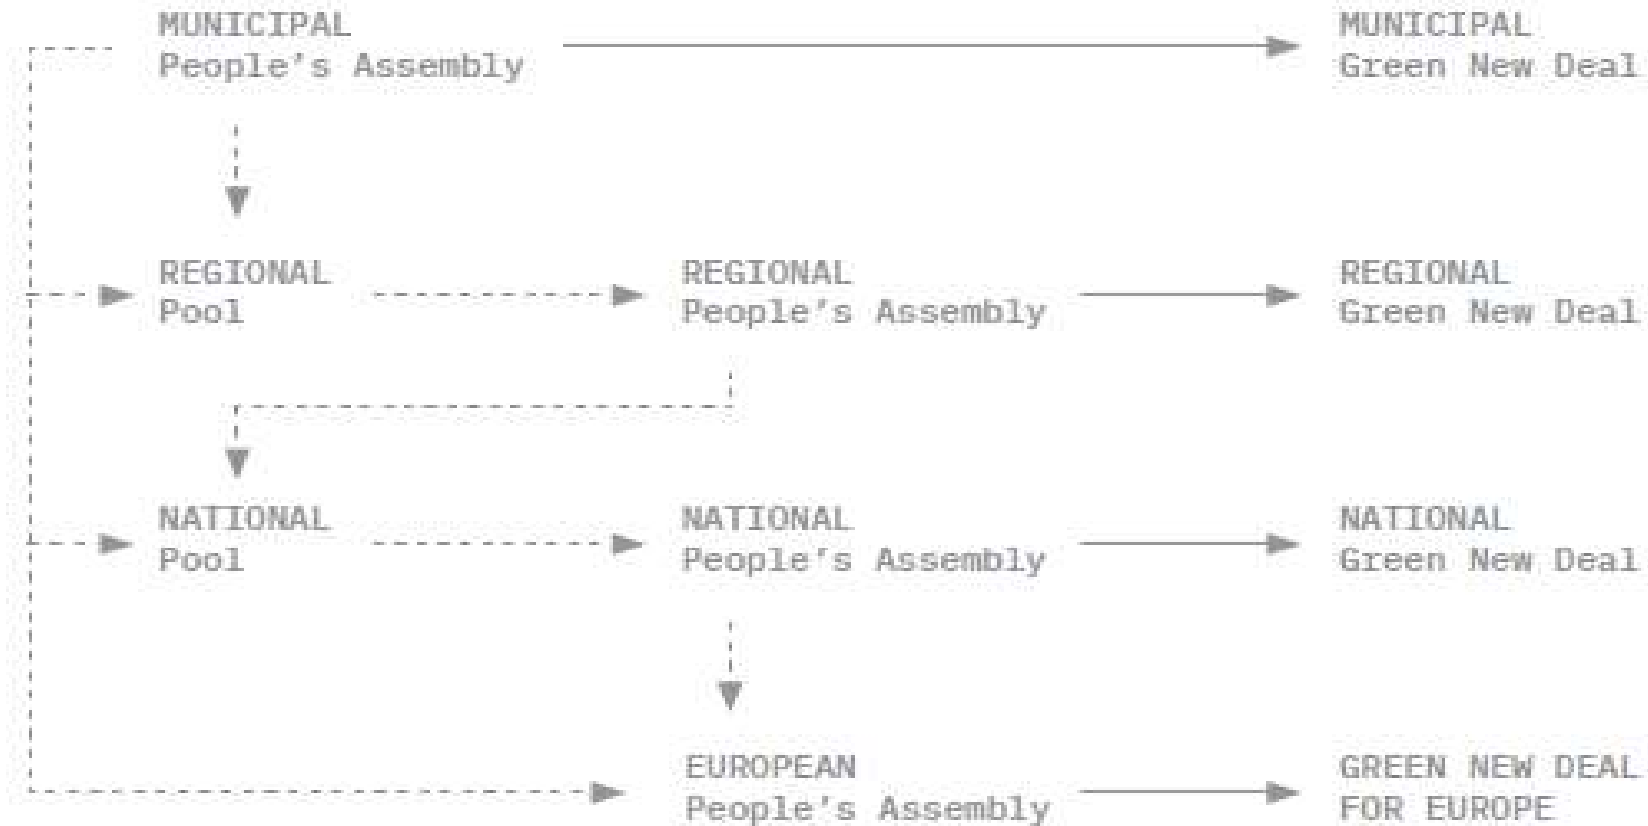 MUNICIPAL
People's Assembly
MUNICIPAL
Green New Deal
REGIONAL
Pool
REGIONAL
People's Assembly
REGIONAL
Green New Deal
NATIONAL
Pool
NATIONAL
People's Assembly
NATIONAL
Green New Deal
EUROPEAN
People's Assembly
GREEN NEW DEAL
FOR EUROPE